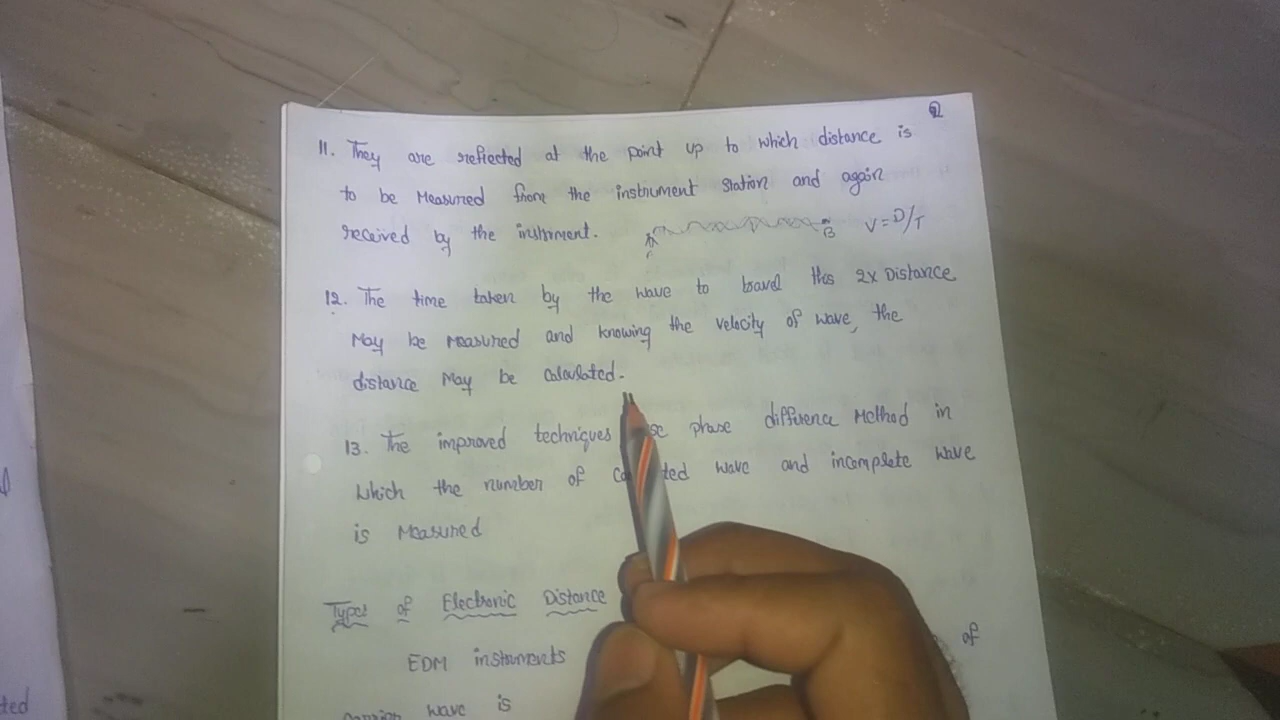 2
11. They are reflected at the point up to which distance is
to be Measured from the instrument station and again
received by the instrument. B V = D/T
12. The time taken by the wave to travel this 2x Distance
May be Measured and knowing the velocity of wave, the
distance May be calculated.
13. The improved techniques phase difference Method in
which the number of wave and incomplete wave
is Measured
Types of Electronic Distance
EDM instruments of
wave is
ted